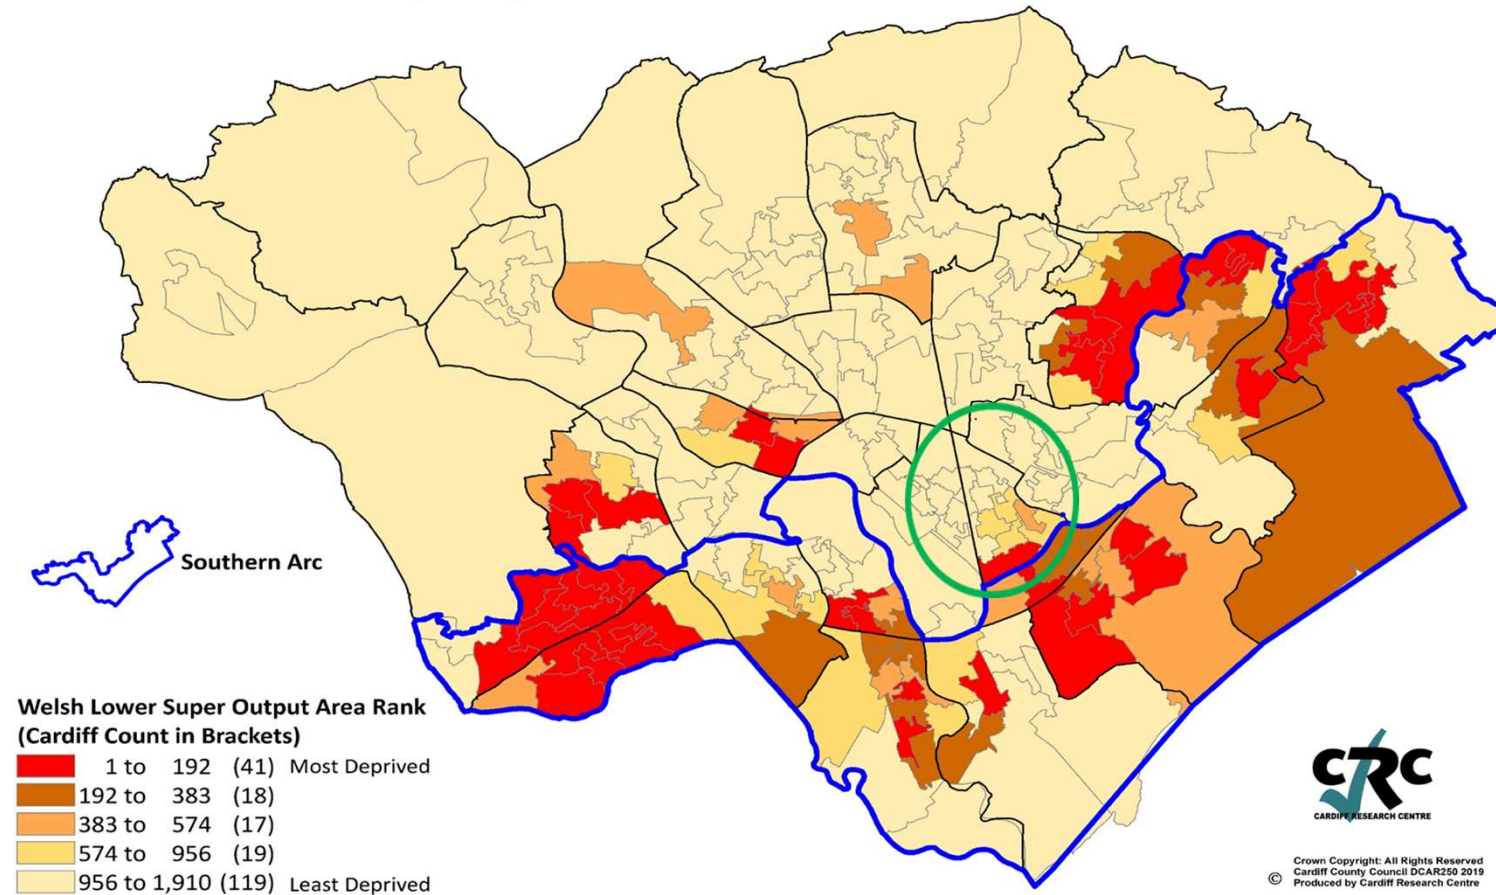 Southern Arc
Welsh Lower Super Output Area Rank
(Cardiff Count in Brackets)
1 to 192 (41) Most Deprived
192 to 383 (18)
383 to 574 (17)
574 to 956 (19)
956 to 1,910 (119) Least Deprived
CRC
CARDIFF RESEARCH CENTRE
Crown Copyright: All Rights Reserved
Cardiff County Council DCAR250 2019
© Produced by Cardiff Research Centre